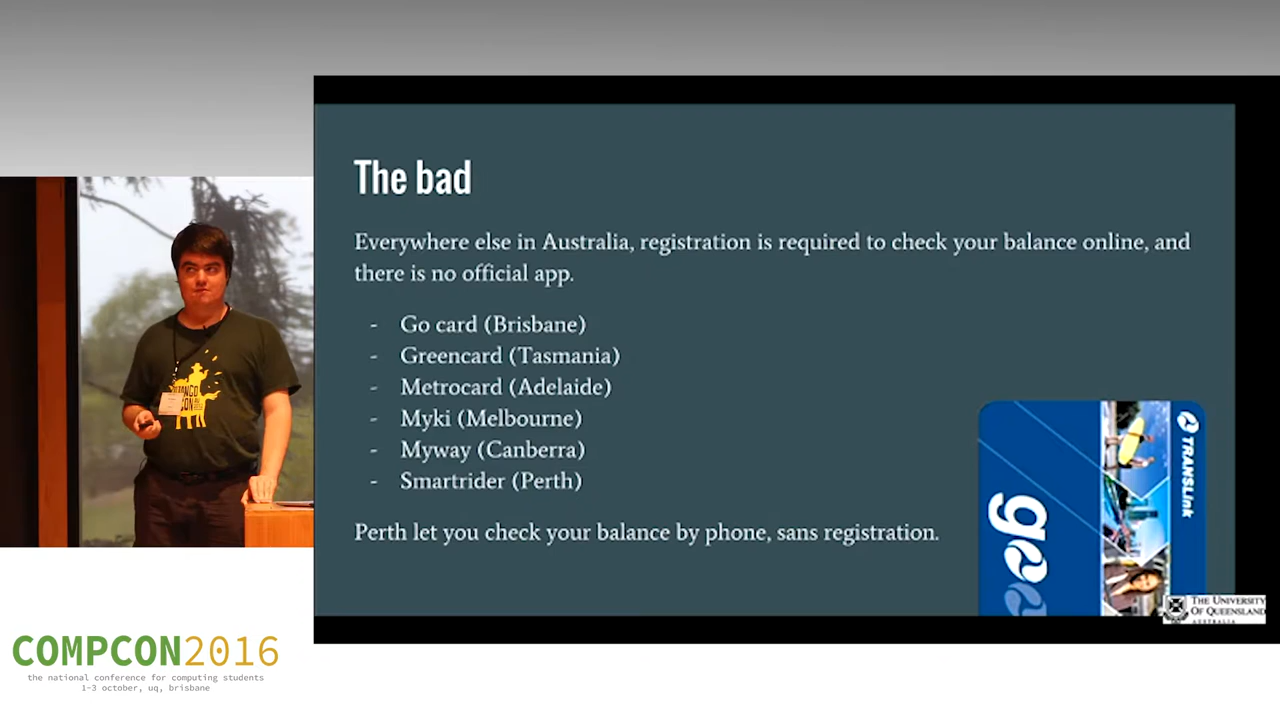 The bad
Everywhere else in Australia, registration is required to check your balance online, and
there is no official app.
- Go card (Brisbane)
- Greencard (Tasmania)
- Metrocard (Adelaide)
- Myki (Melbourne)
- Myway (Canberra)
- Smartrider (Perth)
Perth let you check your balance by phone, sans registration.
TRANSLink
go
THE UNIVERSITY
OF QUEENSLAND
AUSTRALIA
COMPCON2016
the national conference for computing students
1-3 october, uq, brisbane